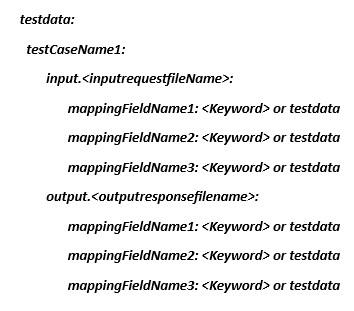 testdata:
testCaseName1:
input.<inputrequestfileName>:
mappingFieldName1: <Keyword> or testdata
mappingFieldName2: <Keyword> or testdata
mappingFieldName3: <Keyword> or testdata
output.<outputresponsefilename>:
mappingFieldName1: <Keyword> or testdata
mappingFieldName2: <Keyword> or testdata
mappingFieldName3: <Keyword> or testdata